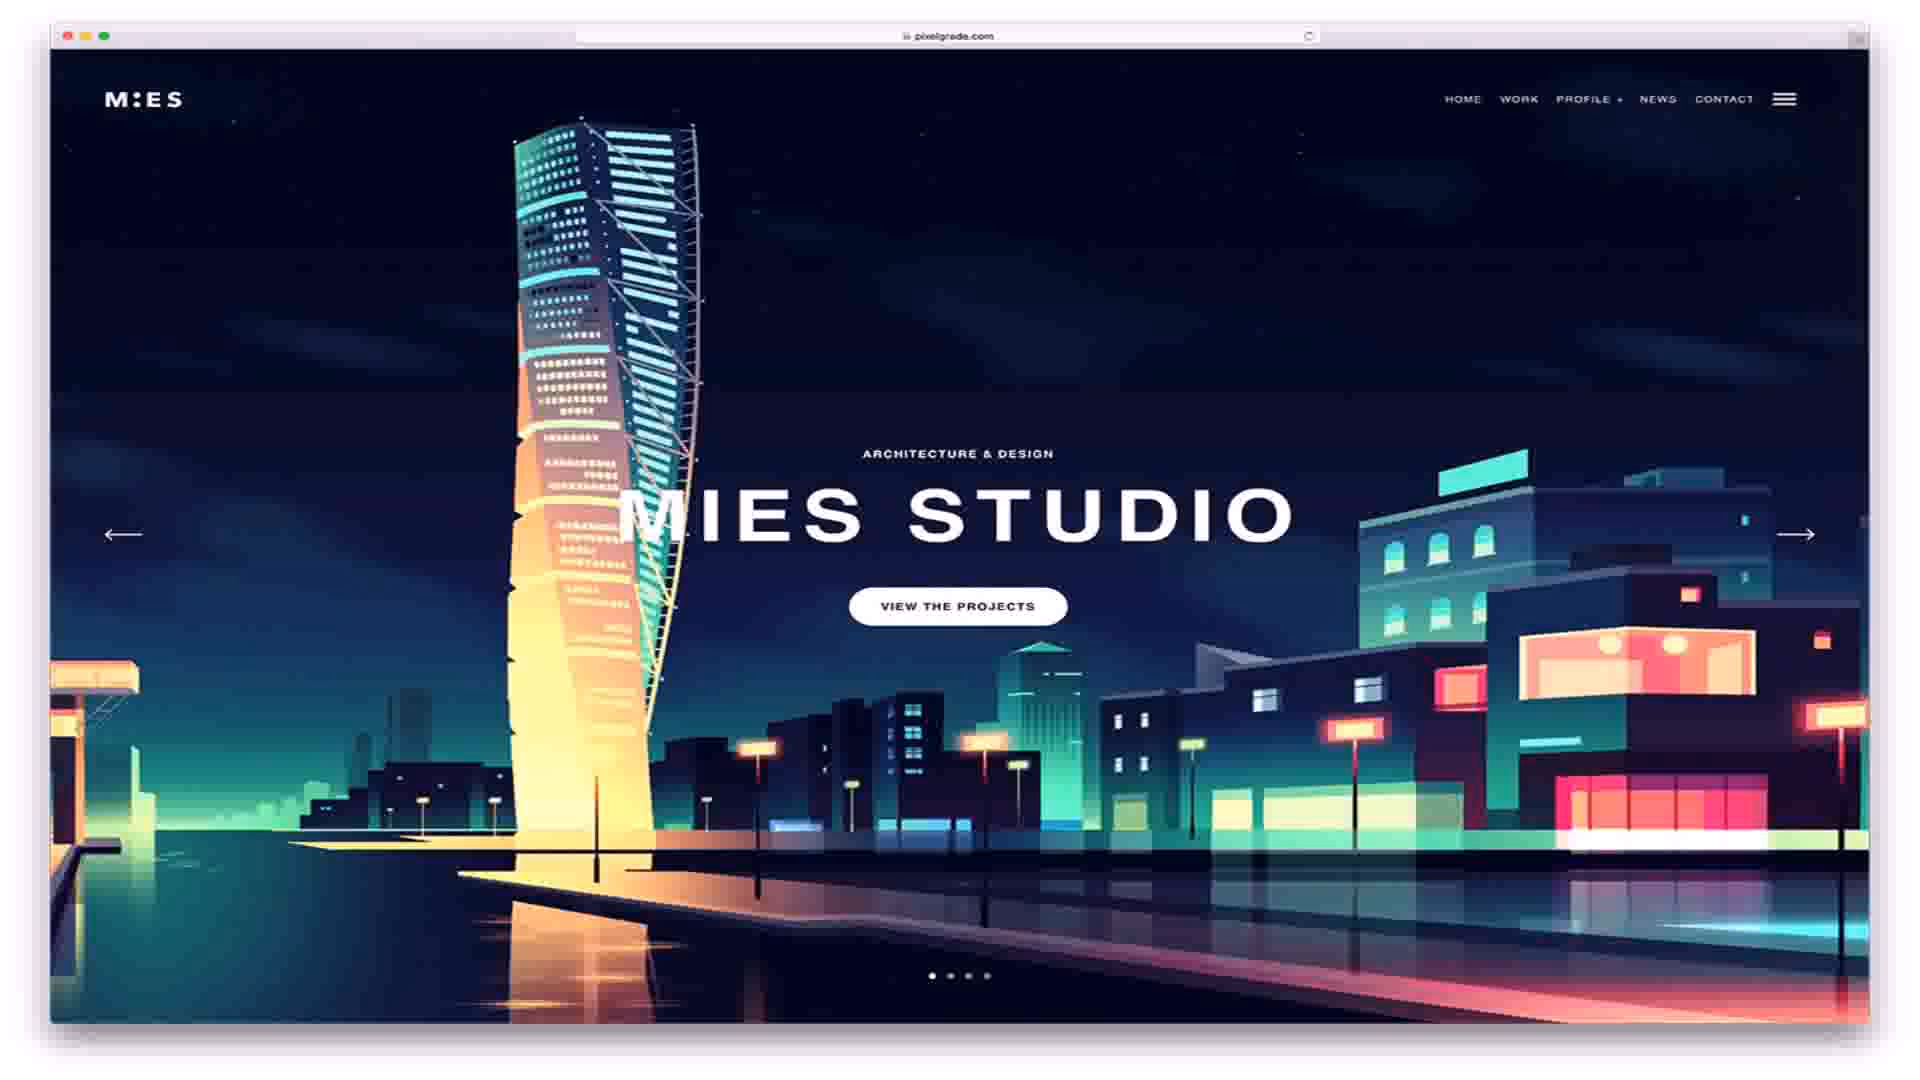 pixelgrade.com
M:ES
HOME WORK PROFILE + NEWS CONTACT
ARCHITECTURE & DESIGN
MIES STUDIO
VIEW THE PROJECTS